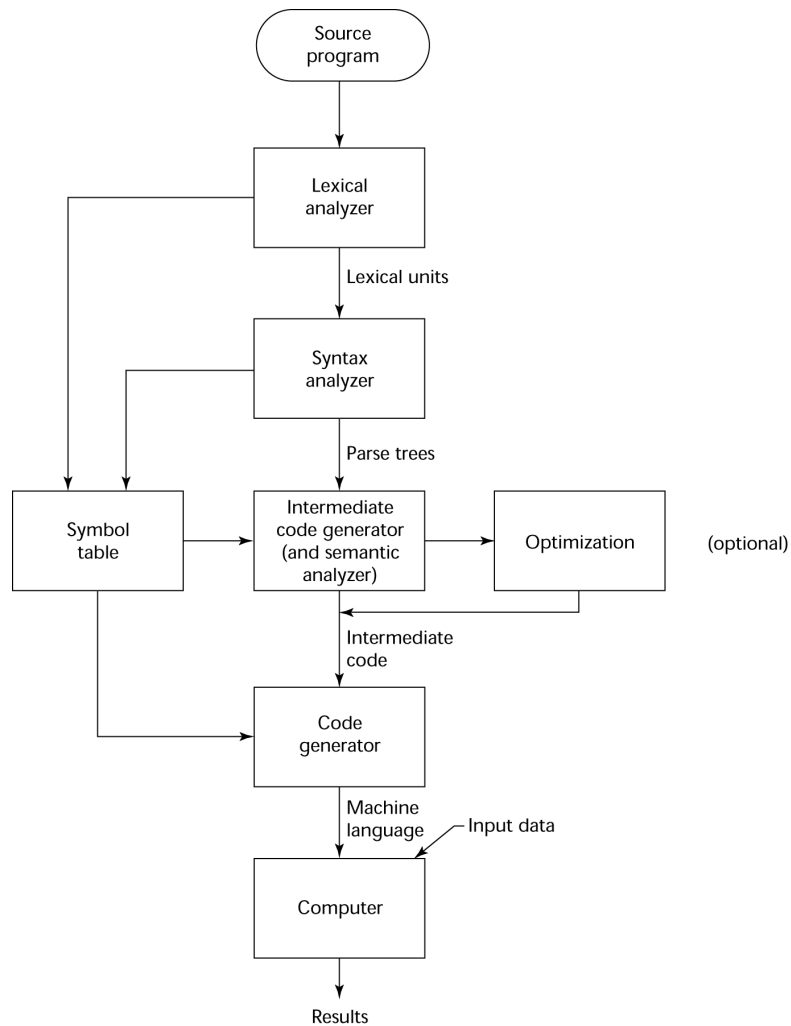 Source
program
Lexical
analyzer
Lexical units
Syntax
analyzer
Parse trees
Symbol
table
Intermediate
code generator
(and semantic
analyzer)
Optimization
(optional)
Intermediate
code
Code
generator
Machine
language
Input data
Computer
Results